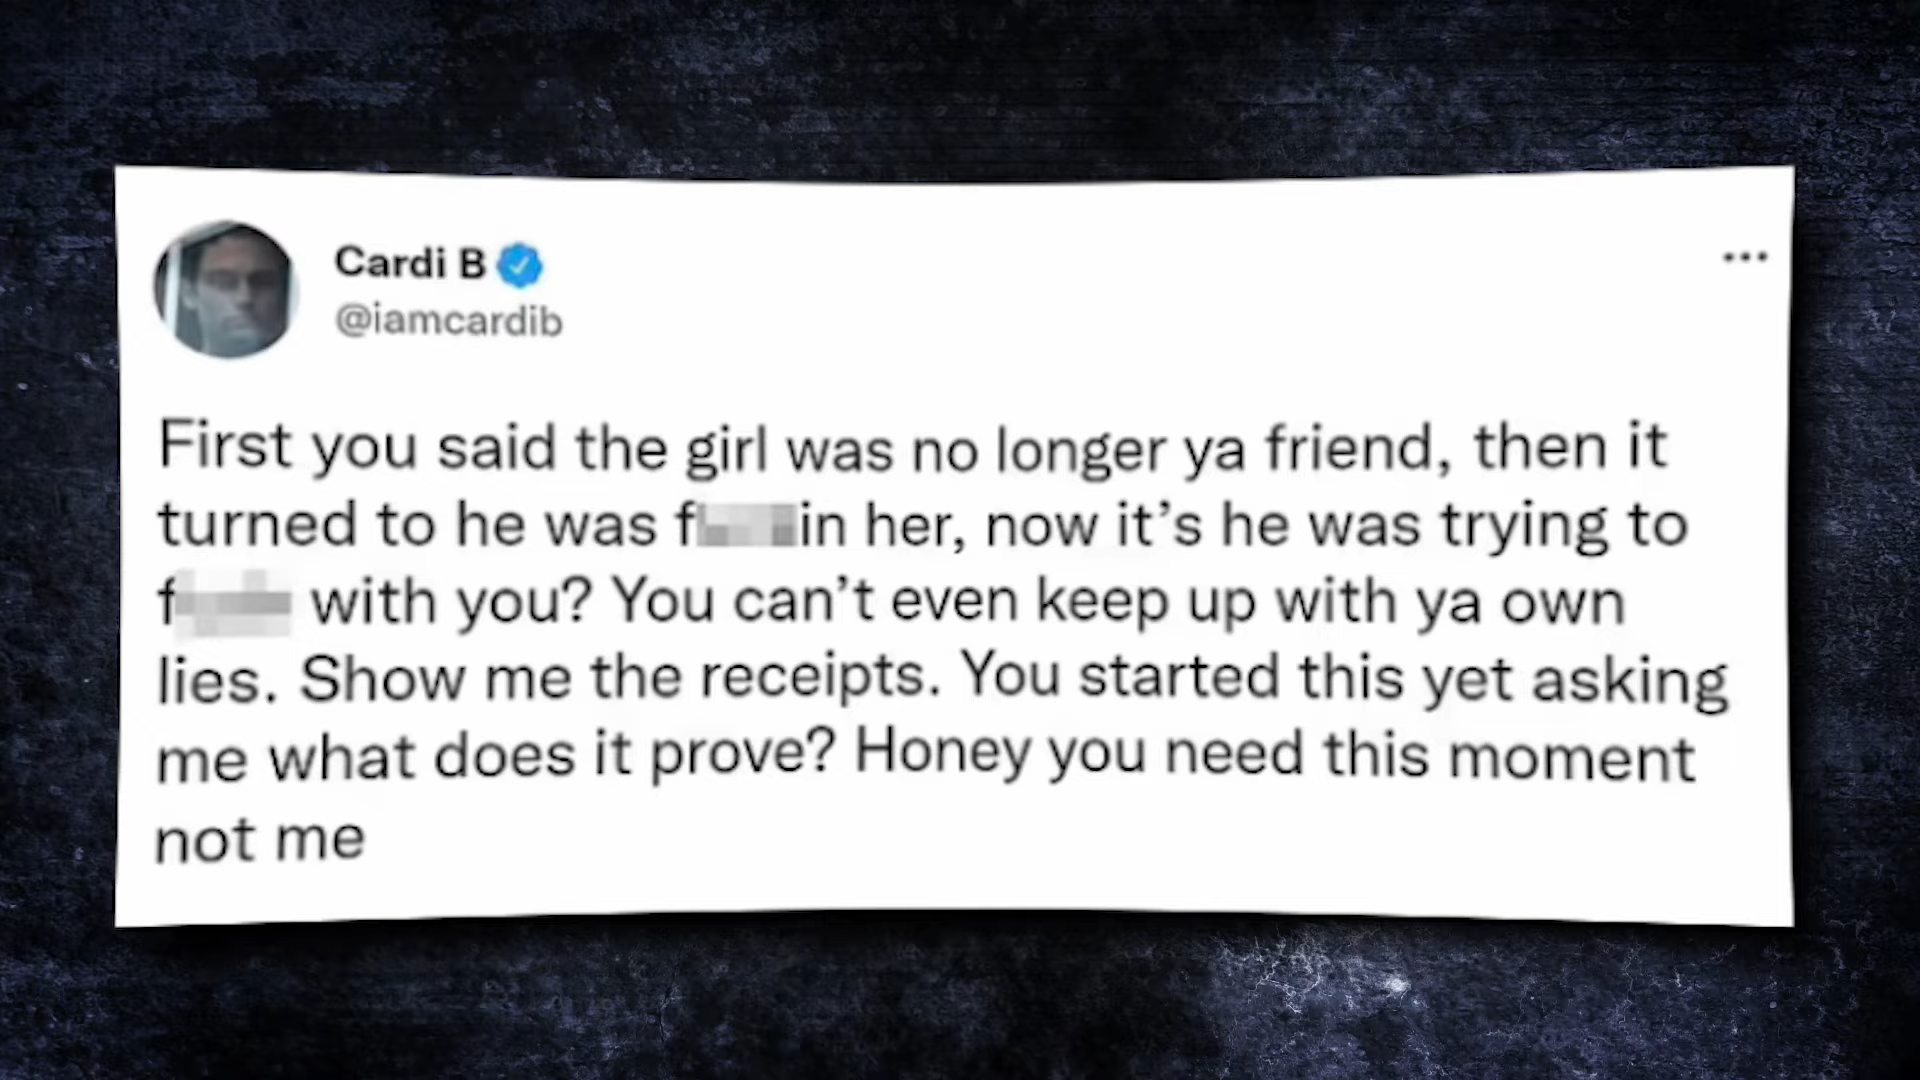 Cardi B
@iamcardib
First you said the girl was no longer ya friend, then it
turned to he was f in her, now it’s he was trying to
f with you? You can’t even keep up with ya own
lies. Show me the receipts. You started this yet asking
me what does it prove? Honey you need this moment
not me